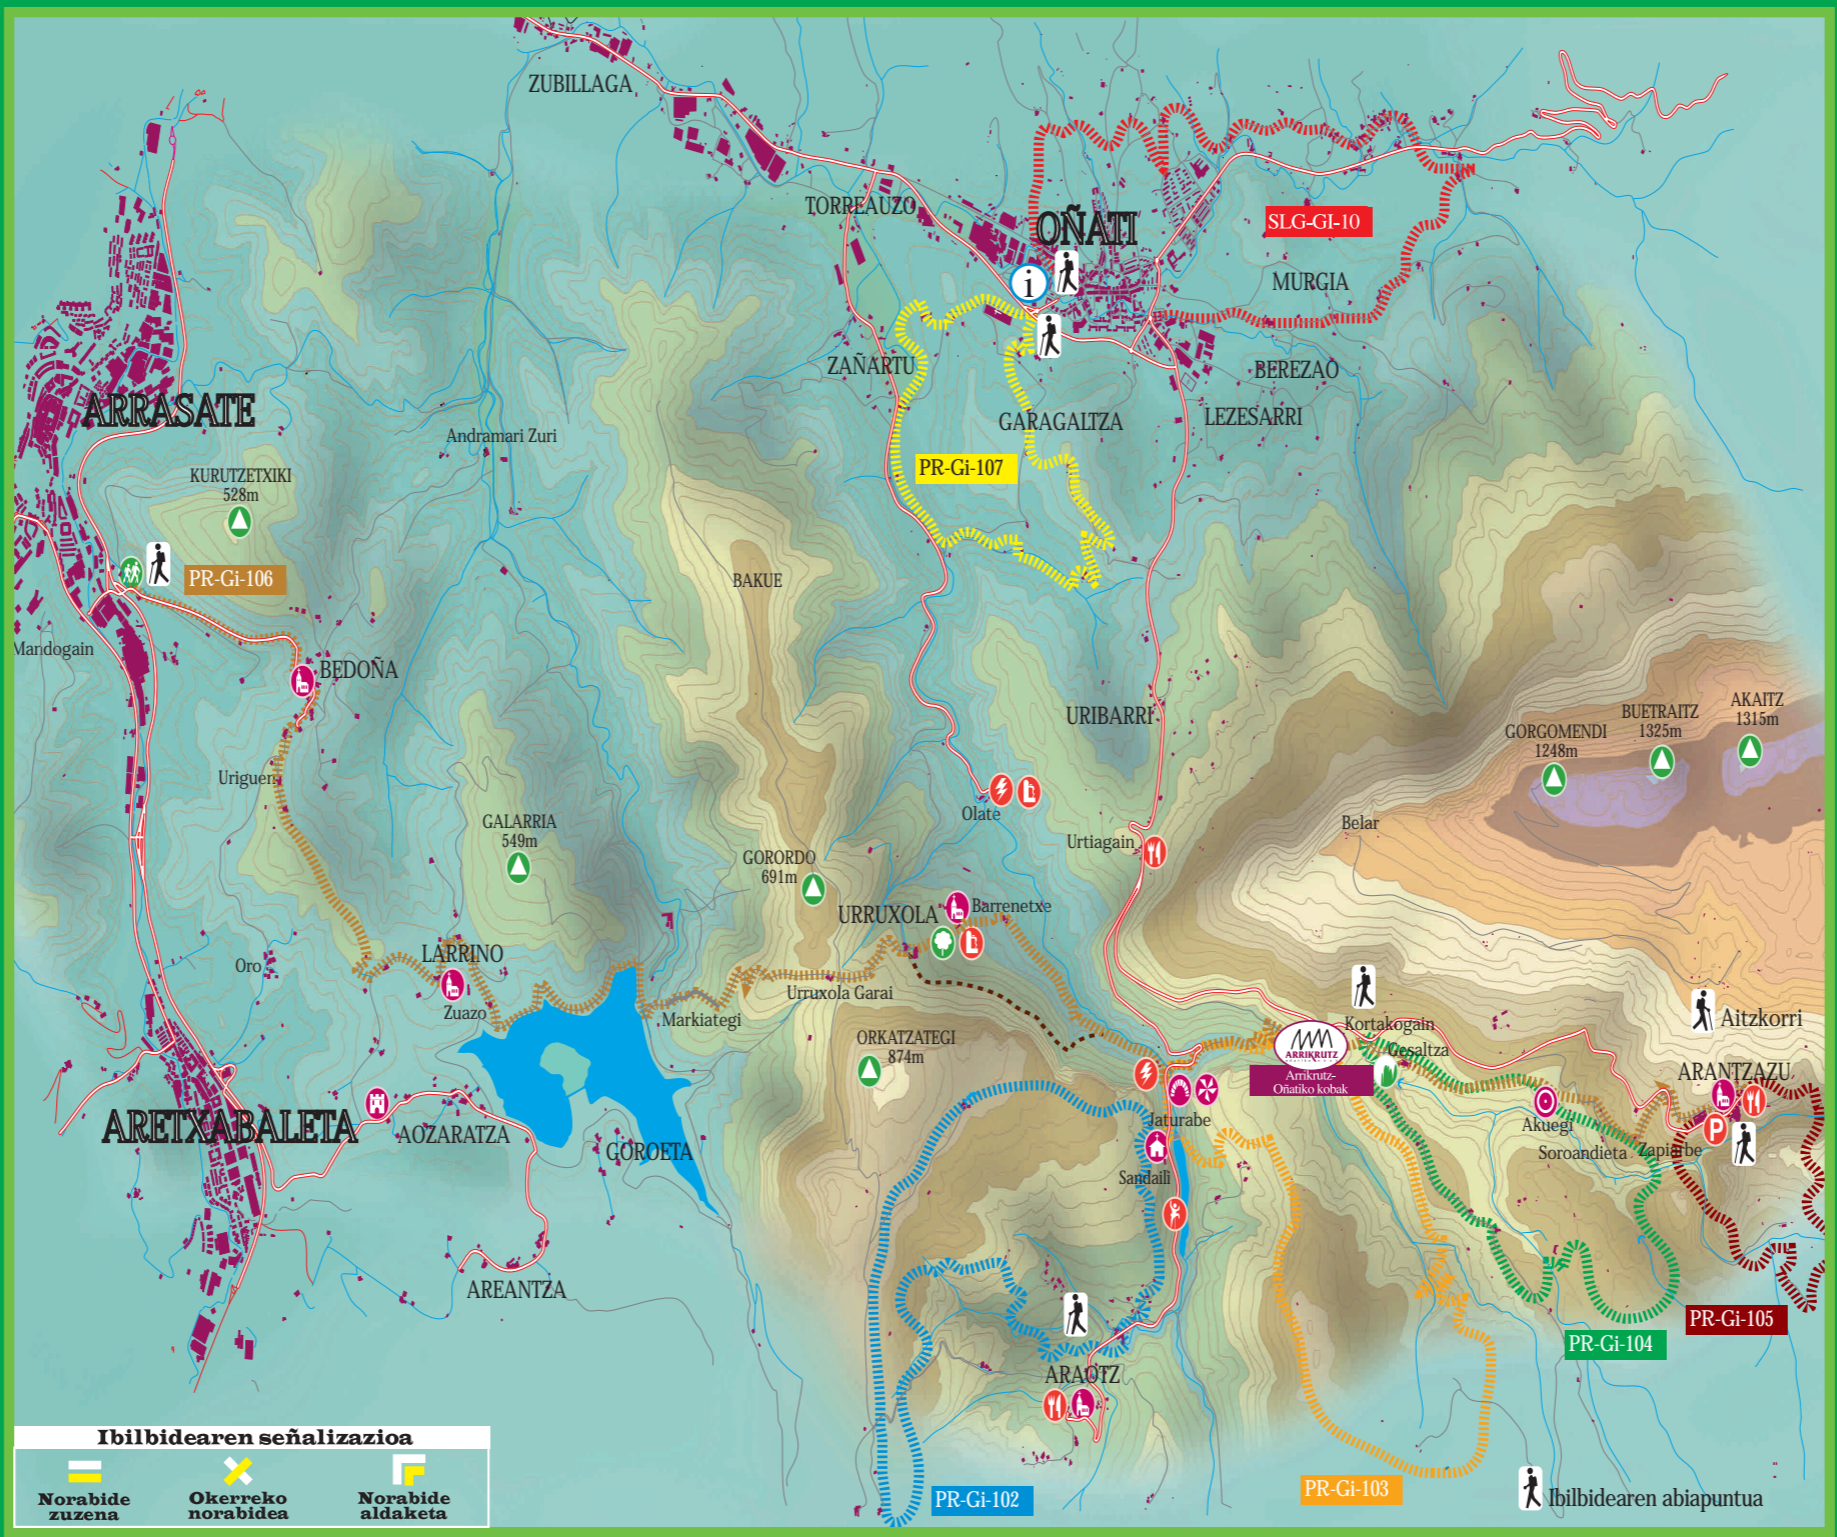 ZUBILLAGA
TORREAUZO
OÑATI
SLG-GI-10
i
MURGIA
ZAÑARTU
BEREZAO
ARRASATE
GARAGALTZA
LEZESARRI
Andramari Zuri
PR-Gi-107
KURUTZETXIKI
528m
PR-Gi-106
BAKUE
Mandogain
BEDOÑA
URIBARRI
AKAITZ
1315m
BUETRAITZ
1325m
GORGOMENDI
1248m
Uriguen
Olate
GALARRIA
549m
Urtiagain
Belar
GORORDO
691m
URRUXOLA
Barrenetxe
LARRINO
Oro
Zuazo
Urruxola Garai
Markiategi
Kortakogain
Aitzkorri
ORKATZATEGI
874m
ARRIKRUTZ
Gesaltza
Arrikrutz-
Oñatiko kobak
ARANTZAZU
ARETXABALETA
AOZARATZA
GOROETA
Jaturabe
Akuegi
P
Soroandieta
Zapiarbe
Sandaili
AREANTZA
PR-Gi-105
PR-Gi-104
ARAOTZ
Ibilbidearen señalizazioa
Norabide
zuzena
Okerreko
norabidea
Norabide
aldaketa
PR-Gi-102
PR-Gi-103
Ibilbidearen abiapuntua